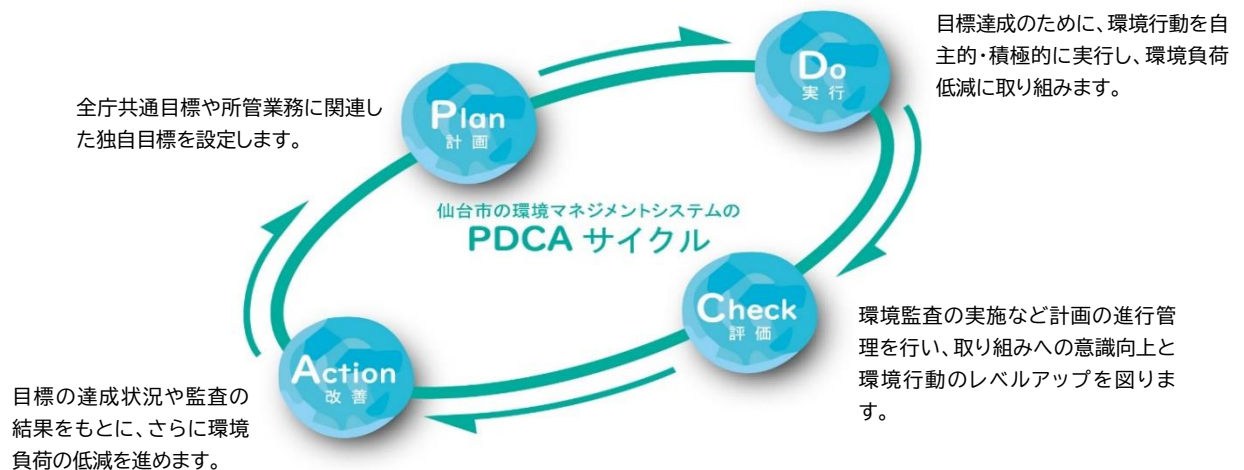 目標達成のために、環境行動を自
主的・積極的に実行し、環境負荷
低減に取り組みます。
Do
実行
全庁共通目標や所管業務に関連し
た独自目標を設定します。
Plan
計画
仙台市の環境マネジメントシステムの
PDCA サイクル
Check
評価
環境監査の実施など計画の進行管
理を行い、取り組みへの意識向上と
環境行動のレベルアップを図りま
す。
Action
改善
目標の達成状況や監査の
結果をもとに、さらに環境
負荷の低減を進めます。